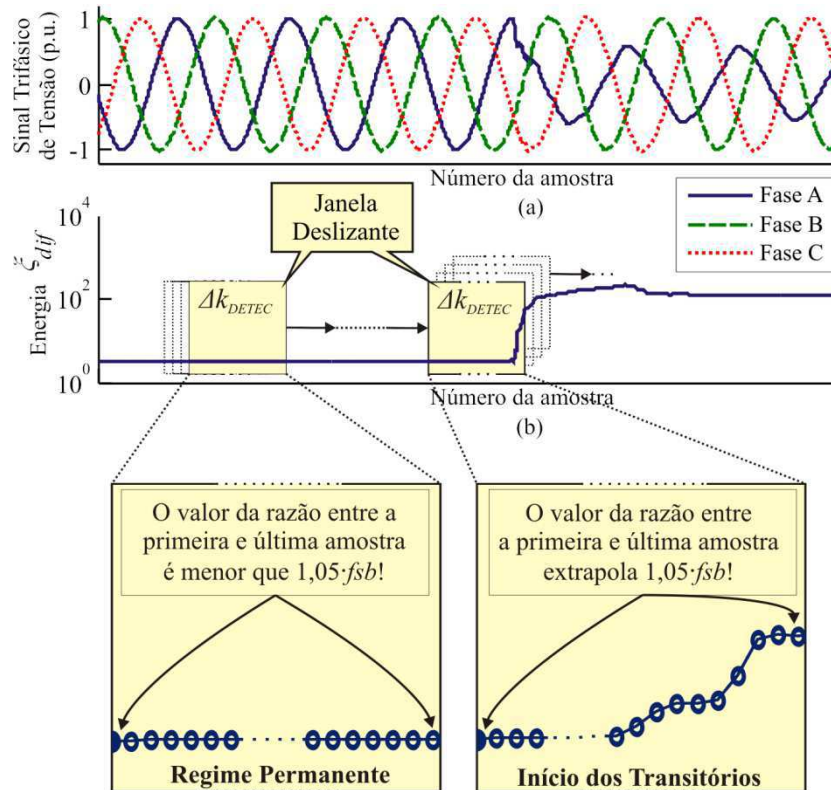 Sinal Trifásico
de Tensão (p.u.)
1
0
-1
Número da amostra
(a)
Fase A
Fase B
Fase C
Energia ξdif
10⁴
10²
10⁰
Janela
Deslizante
ΔkDETEC
ΔkDETEC
Número da amostra
(b)
O valor da razão entre a
primeira e última amostra
é menor que 1,05·fsb!
Regime Permanente
O valor da razão entre
a primeira e última amostra
extrapola 1,05·fsb!
Início dos Transitórios